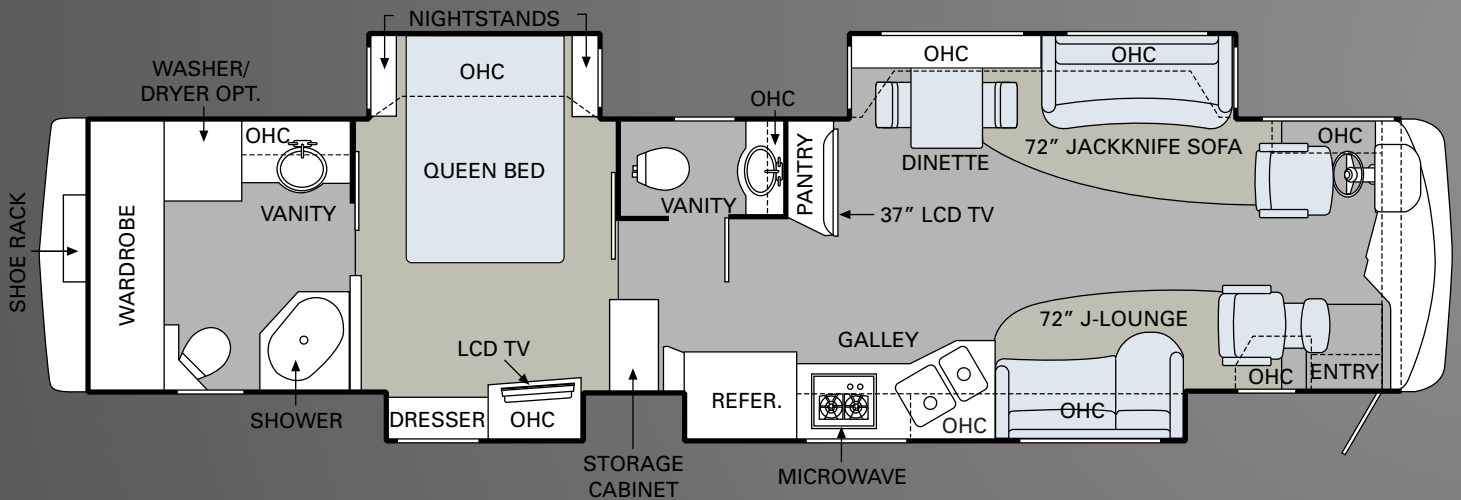 NIGHTSTANDS
WASHER/
DRYER OPT.
OHC
OHC
OHC
OHC
OHC
OHC
QUEEN BED
VANITY
VANITY
PANTRY
DINETTE
72” JACKKNIFE SOFA
37” LCD TV
SHOE RACK
WARDROBE
72” J-LOUNGE
GALLEY
LCD TV
SHOWER
DRESSER
OHC
REFER.
OHC
OHC
OHC
ENTRY
STORAGE
CABINET
MICROWAVE